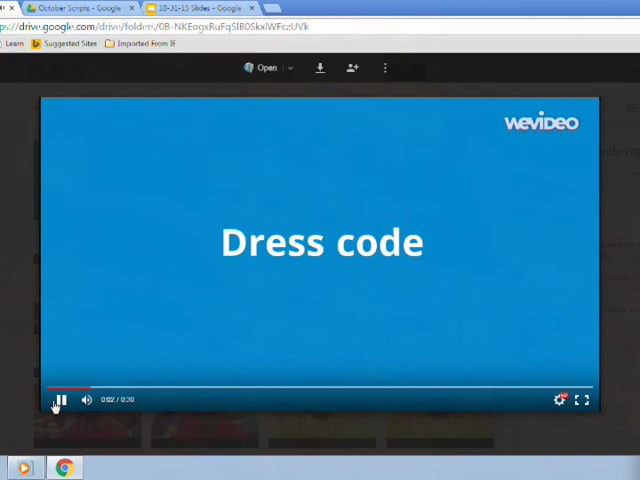 October Scripts - Google
10-31-15 Slides - Google
ps://drive.google.com/drive/folders/0B-NKEogxRuFqSlB0SkxIWFczUVk
Learn Suggested Sites Imported From IE
Open
wevideo
Dress code
0:02 / 0:30